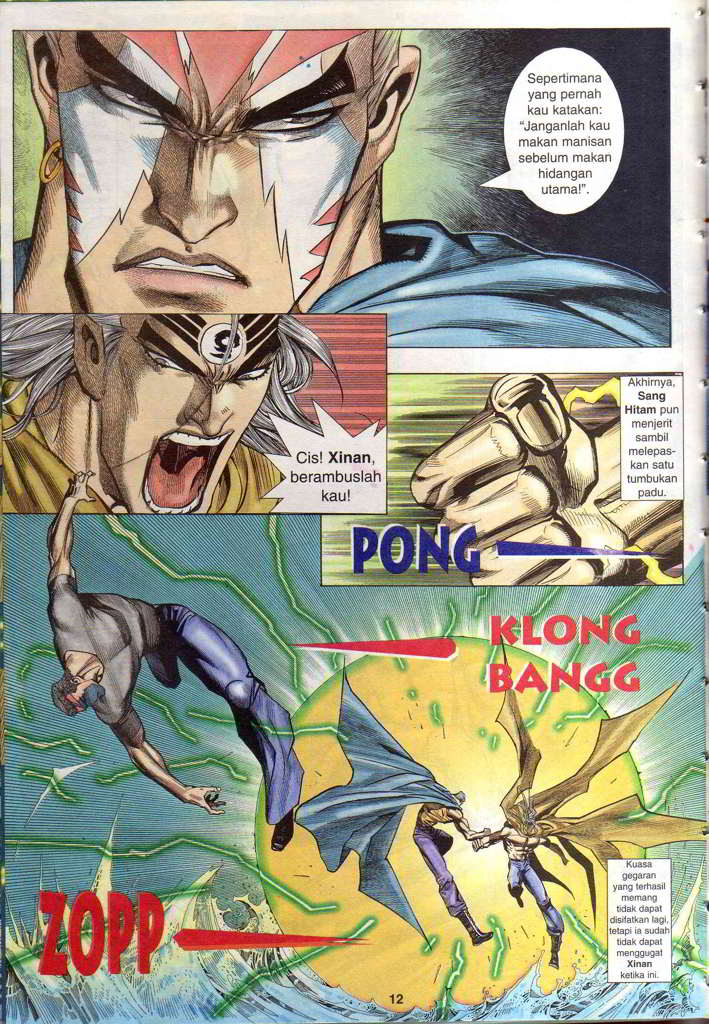 Sepertimana
yang pernah
kau katakan:
"Janganlah kau
makan manisan
sebelum makan
hidangan
utama!".
Cis! Xinan,
berambuslah
kau!
Akhirnya,
Sang
Hitam pun
menjerit
sambil
melepas-
kan satu
tumbukan
padu.
PONG
KLONG
BANGG
ZOPP
Kuasa
gegaran
yang terhasil
memang
tidak dapat
disifatkan lagi,
tetapi ia sudah
tidak dapat
menggugat
Xinan
ketika ini.
12